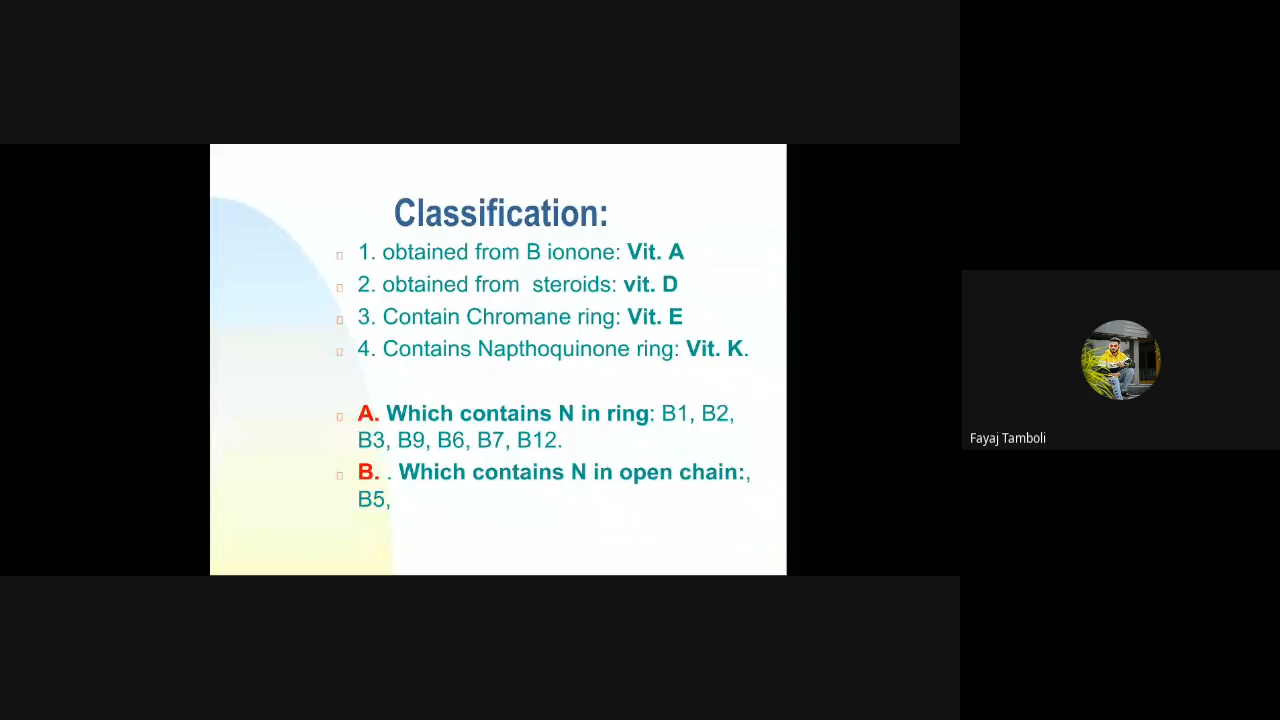 Classification:
1. obtained from B ionone: Vit. A
2. obtained from  steroids: vit. D
3. Contain Chromane ring: Vit. E
4. Contains Napthoquinone ring: Vit. K.
A. Which contains N in ring: B1, B2,
B3, B9, B6, B7, B12.
B. . Which contains N in open chain:,
B5,
Fayaj Tamboli